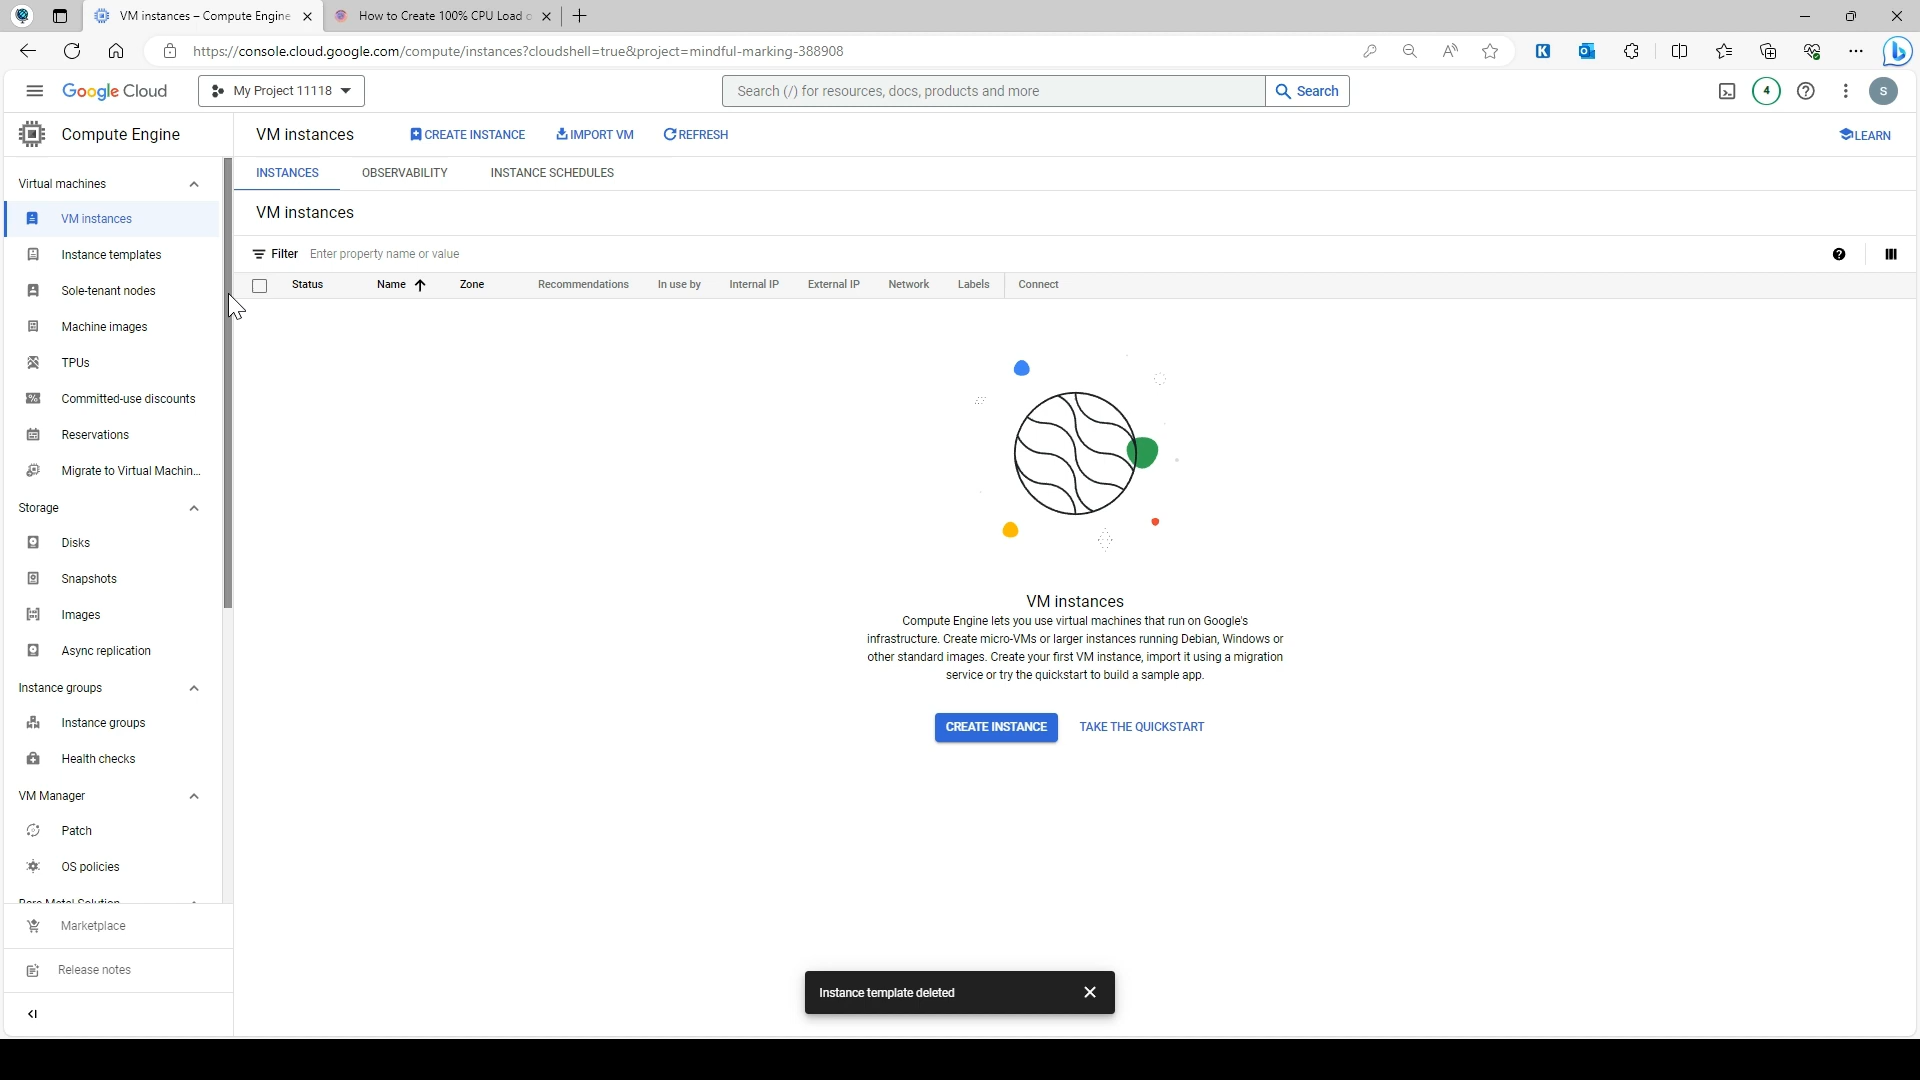 VM instances – Compute Engine
How to Create 100% CPU Load
https://console.cloud.google.com/compute/instances?cloudshell=true&project=mindful-marking-388908
Google Cloud
My Project 11118
Search (/) for resources, docs, products and more
Search
4
S
Compute Engine
VM instances
CREATE INSTANCE
IMPORT VM
REFRESH
LEARN
Virtual machines
VM instances
Instance templates
Sole-tenant nodes
Machine images
TPUs
Committed-use discounts
Reservations
Migrate to Virtual Machin...
Storage
Disks
Snapshots
Images
Async replication
Instance groups
Instance groups
Health checks
VM Manager
Patch
OS policies
Bare Metal Solution
Marketplace
Release notes
INSTANCES OBSERVABILITY INSTANCE SCHEDULES
VM instances
Filter Enter property name or value
Status Name Zone Recommendations In use by Internal IP External IP Network Labels Connect
VM instances
Compute Engine lets you use virtual machines that run on Google's
infrastructure. Create micro-VMs or larger instances running Debian, Windows or
other standard images. Create your first VM instance, import it using a migration
service or try the quickstart to build a sample app.
CREATE INSTANCE TAKE THE QUICKSTART
Instance template deleted